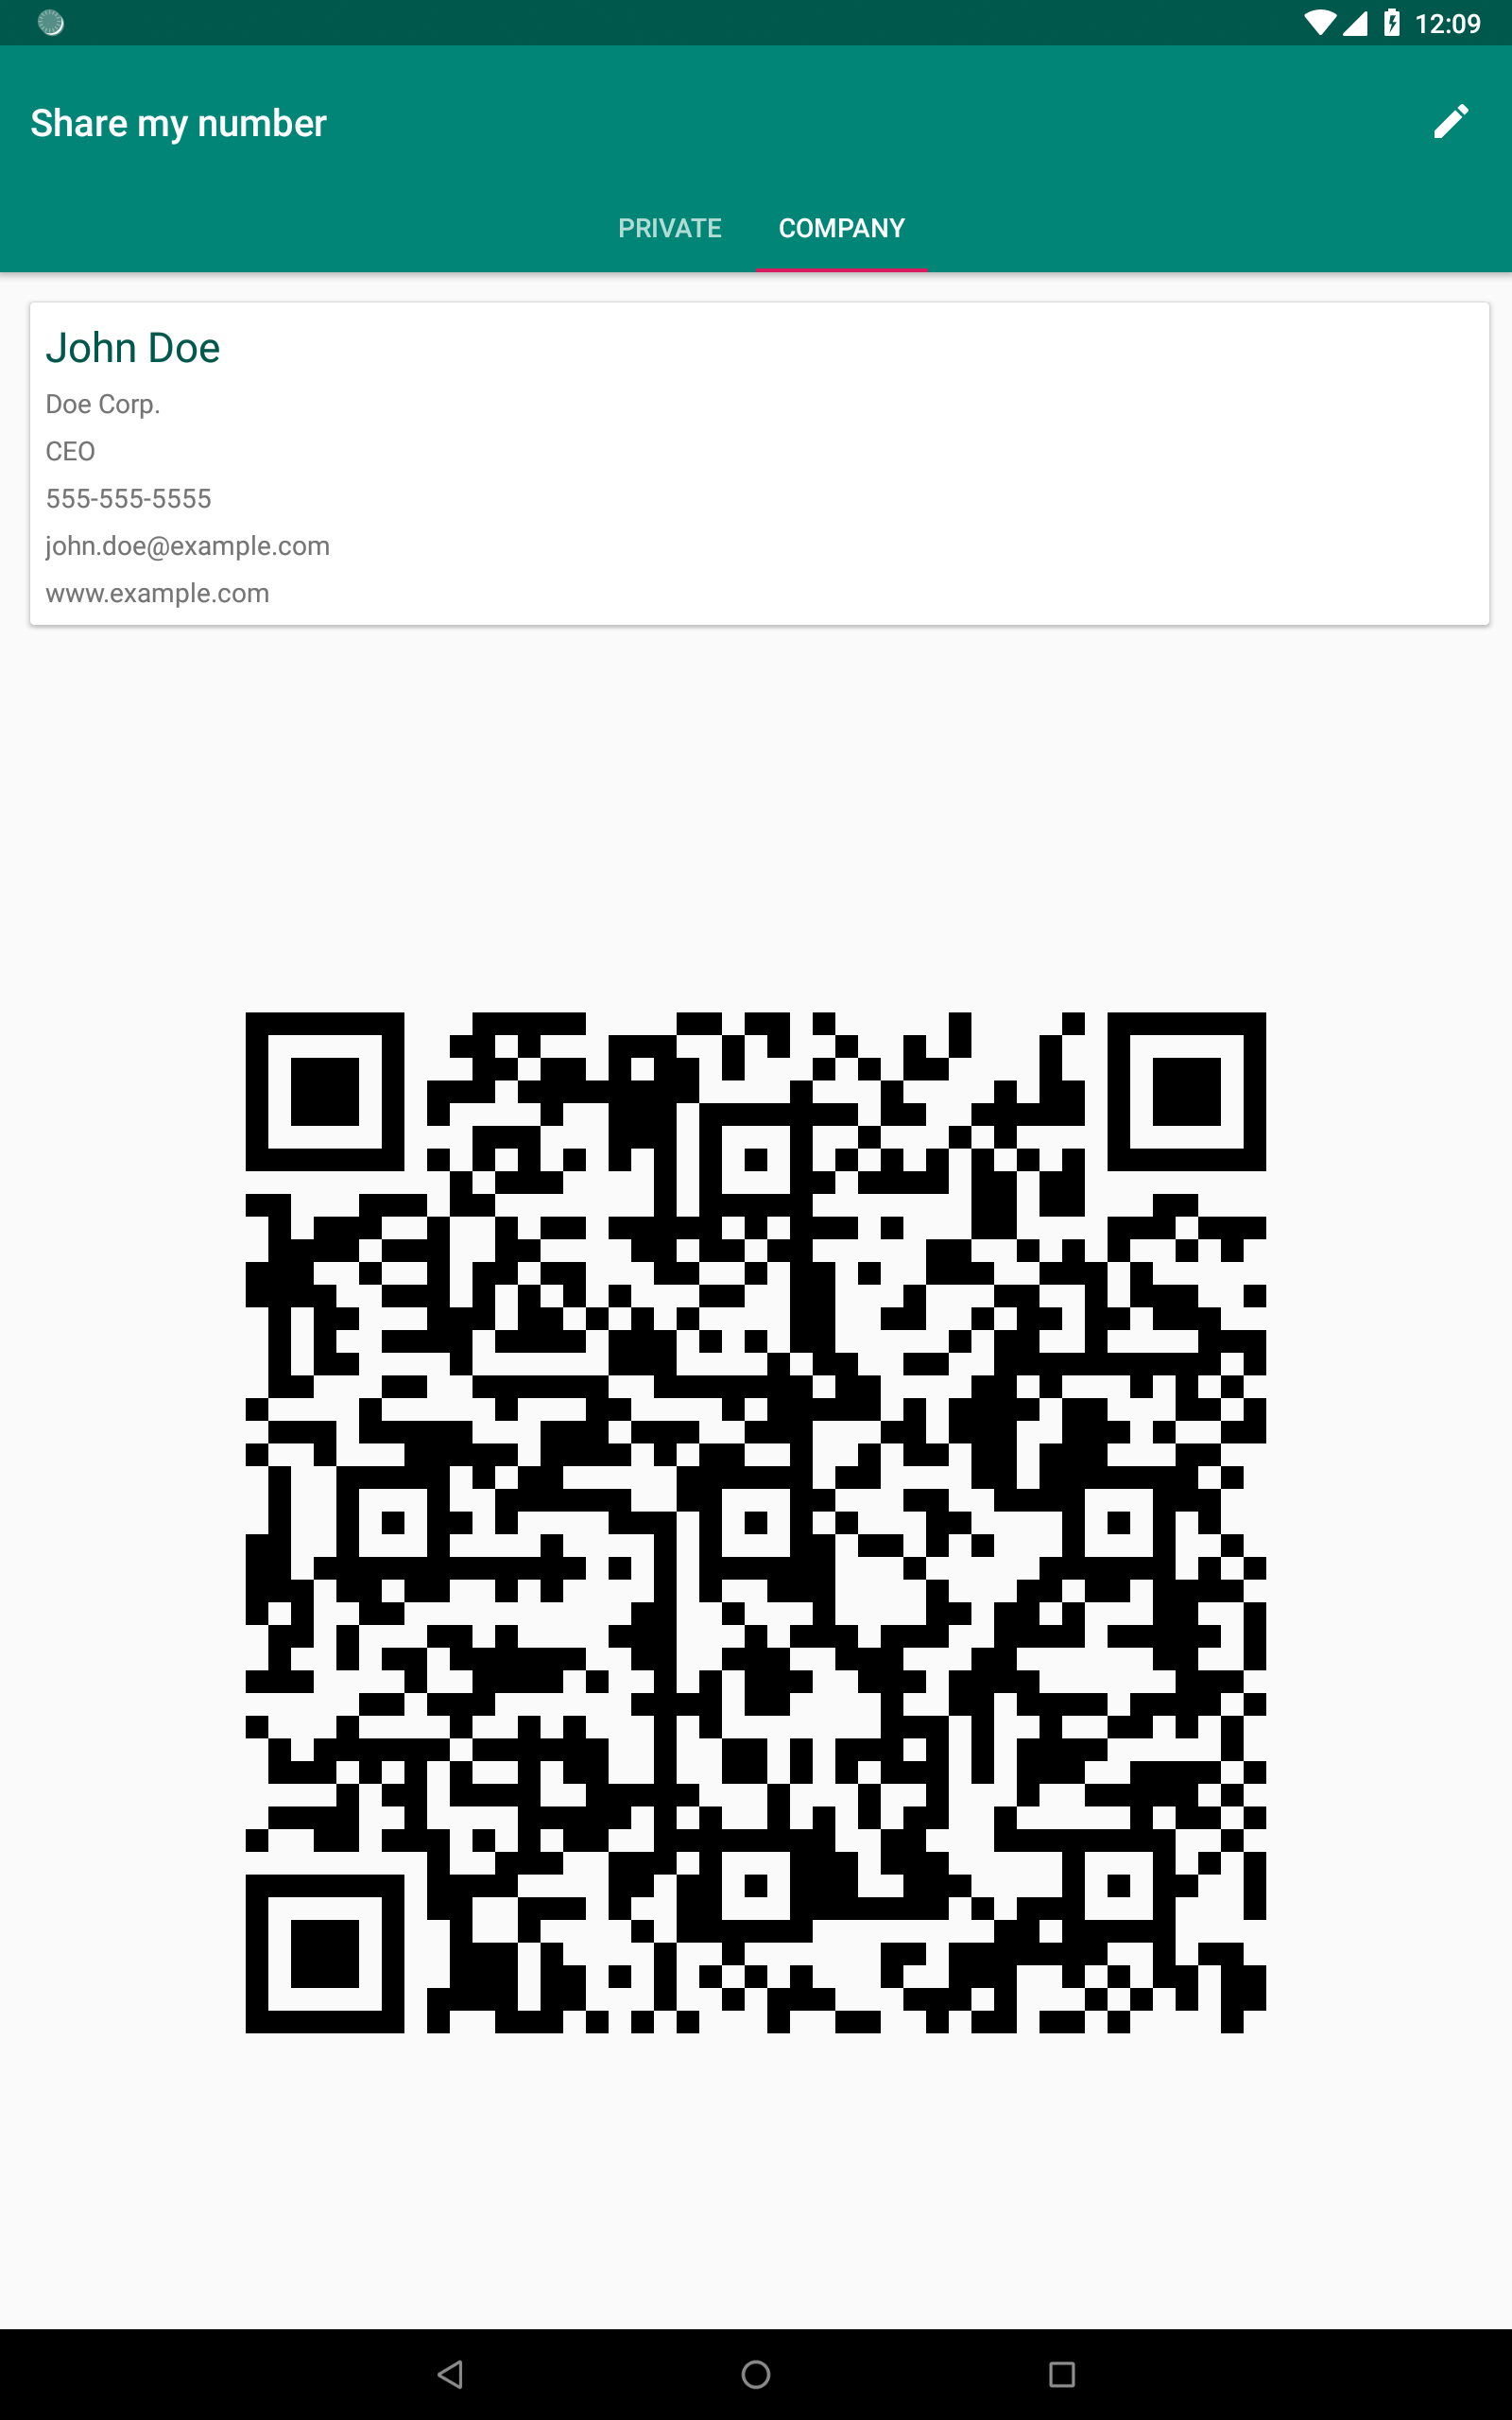 12:09
Share my number
PRIVATE COMPANY
John Doe
Doe Corp.
CEO
555-555-5555
john.doe@example.com
www.example.com